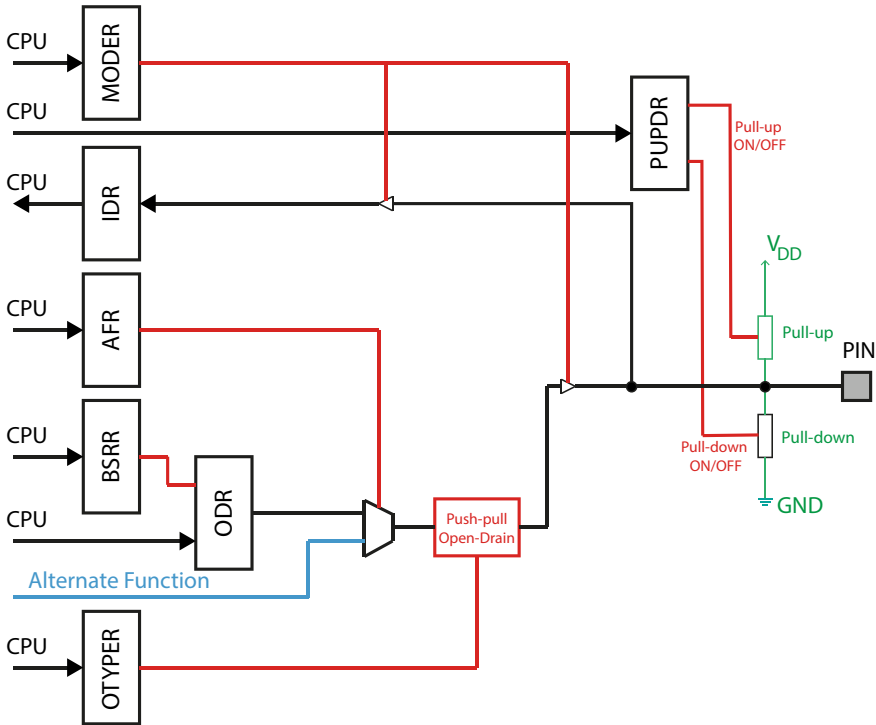 CPU
MODER
CPU
PUPDR
Pull-up
ON/OFF
CPU
IDR
VDD
CPU
AFR
Pull-up
PIN
CPU
BSRR
Pull-down
ON/OFF
Pull-down
CPU
ODR
Push-pull
Open-Drain
GND
Alternate Function
CPU
OTYPER